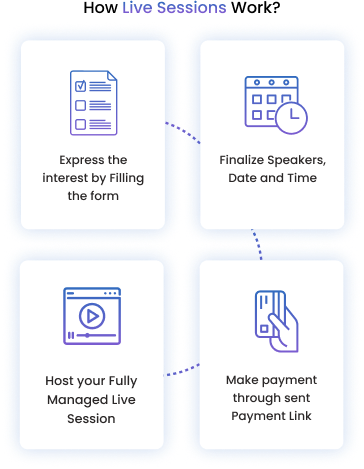 How Live Sessions Work?
Express the
interest by Filling
the form
Finalize Speakers,
Date and Time
Host your Fully
Managed Live
Session
Make payment
through sent
Payment Link